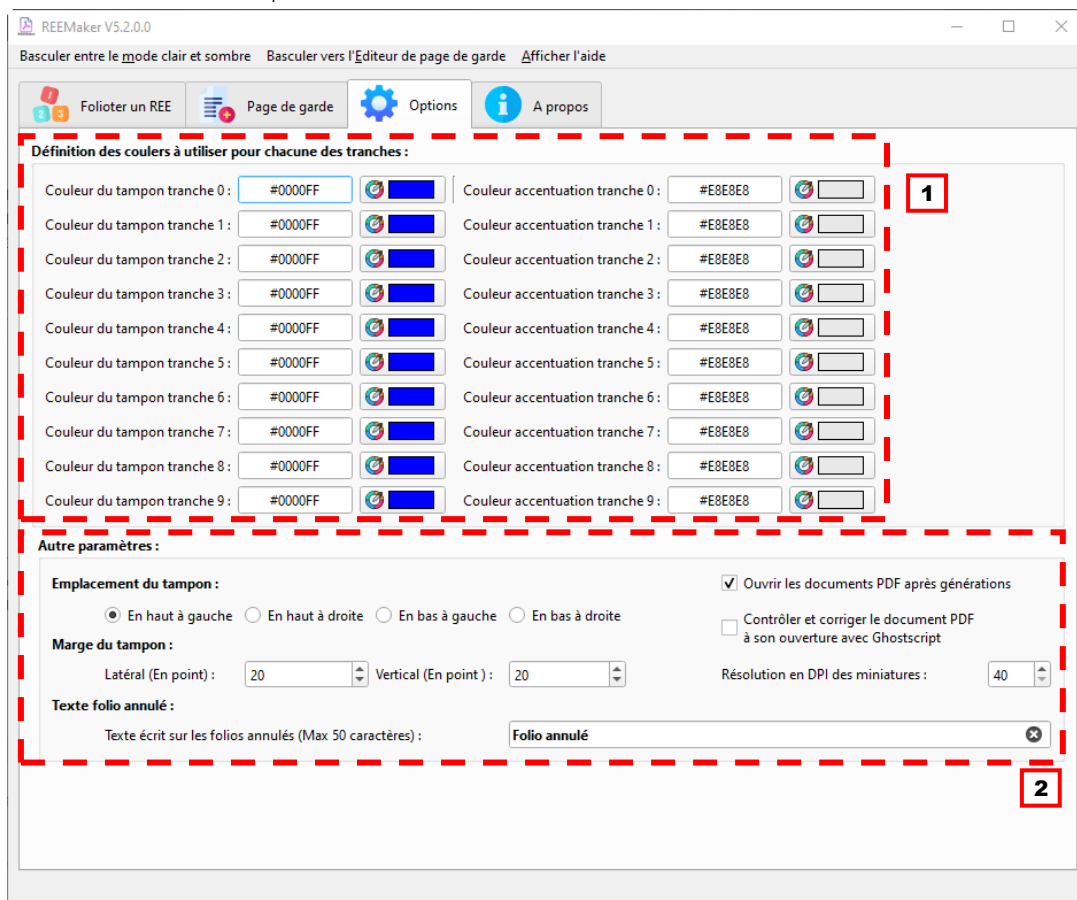 REEMaker V5.2.0.0
Basculer entre le mode clair et sombre Basculer vers l'Editeur de page de garde Afficher l'aide
Folioter un REE Page de garde Options A propos
Définition des coulers à utiliser pour chacune des tranches :
Couleur du tampon tranche 0 : #0000FF Couleur accentuation tranche 0 : #E8E8E8
1
Couleur du tampon tranche 1 : #0000FF Couleur accentuation tranche 1 : #E8E8E8
Couleur du tampon tranche 2 : #0000FF Couleur accentuation tranche 2 : #E8E8E8
Couleur du tampon tranche 3 : #0000FF Couleur accentuation tranche 3 : #E8E8E8
Couleur du tampon tranche 4 : #0000FF Couleur accentuation tranche 4 : #E8E8E8
Couleur du tampon tranche 5 : #0000FF Couleur accentuation tranche 5 : #E8E8E8
Couleur du tampon tranche 6 : #0000FF Couleur accentuation tranche 6 : #E8E8E8
Couleur du tampon tranche 7 : #0000FF Couleur accentuation tranche 7 : #E8E8E8
Couleur du tampon tranche 8 : #0000FF Couleur accentuation tranche 8 : #E8E8E8
Couleur du tampon tranche 9 : #0000FF Couleur accentuation tranche 9 : #E8E8E8
Autre paramètres :
Emplacement du tampon : Ouvrir les documents PDF après générations
En haut à gauche En haut à droite En bas à gauche En bas à droite
Contrôler et corriger le document PDF
à son ouverture avec Ghostscript
Marge du tampon :
Latéral (En point) : 20 Vertical (En point ) : 20 Résolution en DPI des miniatures : 40
Texte folio annulé :
Texte écrit sur les folios annulés (Max 50 caractères) : Folio annulé
2